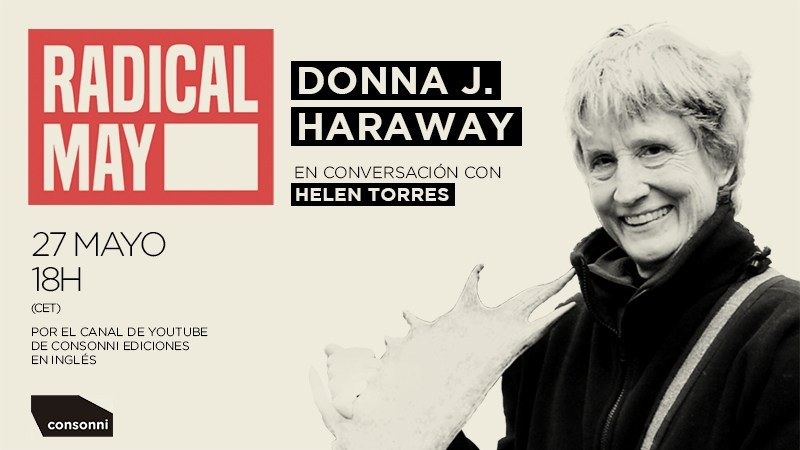 RADICAL
MAY
DONNA J.
HARAWAY
EN CONVERSACIÓN CON
HELEN TORRES
27 MAYO
18H
(CET)
POR EL CANAL DE YOUTUBE
DE CONSONNI EDICIONES
EN INGLÉS
consonni